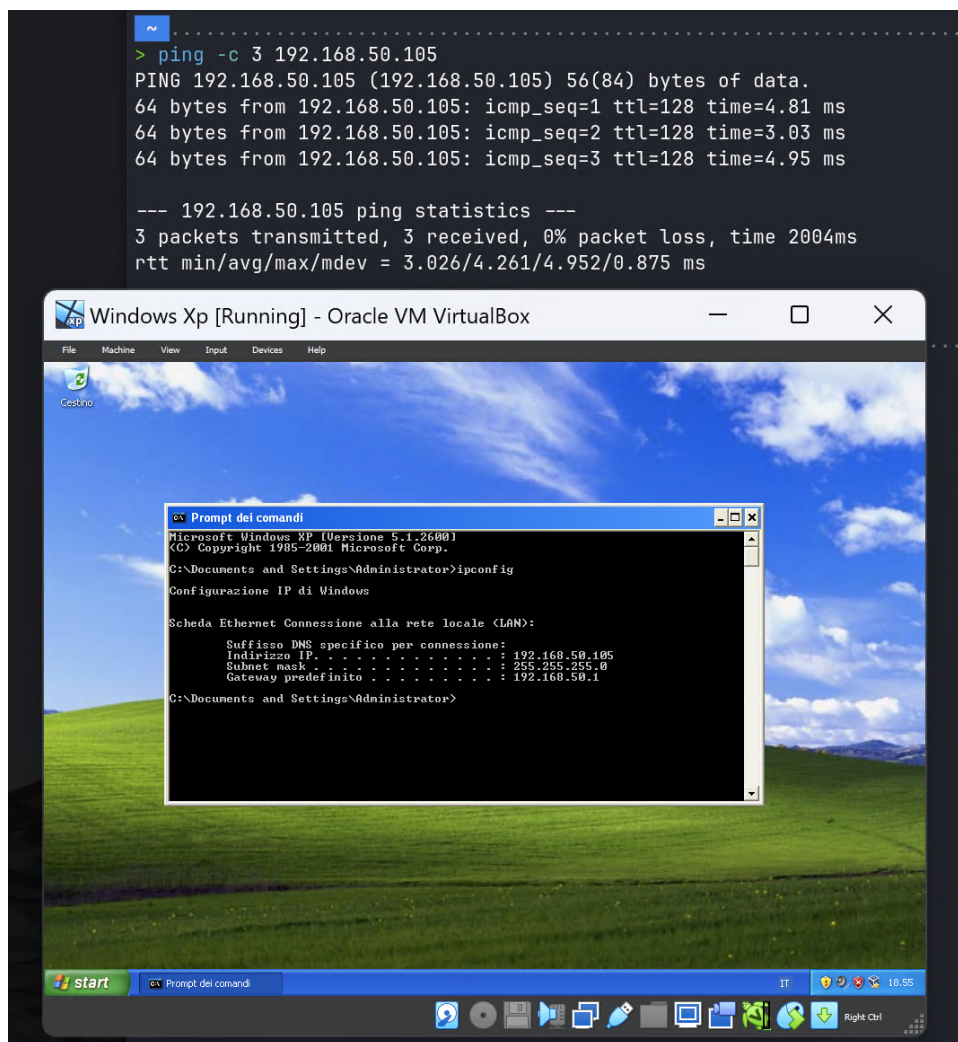 ~
> ping -c 3 192.168.50.105
PING 192.168.50.105 (192.168.50.105) 56(84) bytes of data.
64 bytes from 192.168.50.105: icmp_seq=1 ttl=128 time=4.81 ms
64 bytes from 192.168.50.105: icmp_seq=2 ttl=128 time=3.03 ms
64 bytes from 192.168.50.105: icmp_seq=3 ttl=128 time=4.95 ms
--- 192.168.50.105 ping statistics ---
3 packets transmitted, 3 received, 0% packet loss, time 2004ms
rtt min/avg/max/mdev = 3.026/4.261/4.952/0.875 ms
xp Windows Xp [Running] - Oracle VM VirtualBox
File Machine View Input Devices Help
Cestino
C:\ Prompt dei comandi
Microsoft Windows XP [Versione 5.1.2600]
(C) Copyright 1985-2001 Microsoft Corp.
C:\Documents and Settings\Administrator>ipconfig
Configurazione IP di Windows
Scheda Ethernet Connessione alla rete locale (LAN):
Suffisso DNS specifico per connessione:
Indirizzo IP. . . . . . . . . . . . . : 192.168.50.105
Subnet mask . . . . . . . . . . . . . : 255.255.255.0
Gateway predefinito . . . . . . . . . : 192.168.50.1
C:\Documents and Settings\Administrator>
start C:\ Prompt dei comandi IT 18.55
Right Ctrl